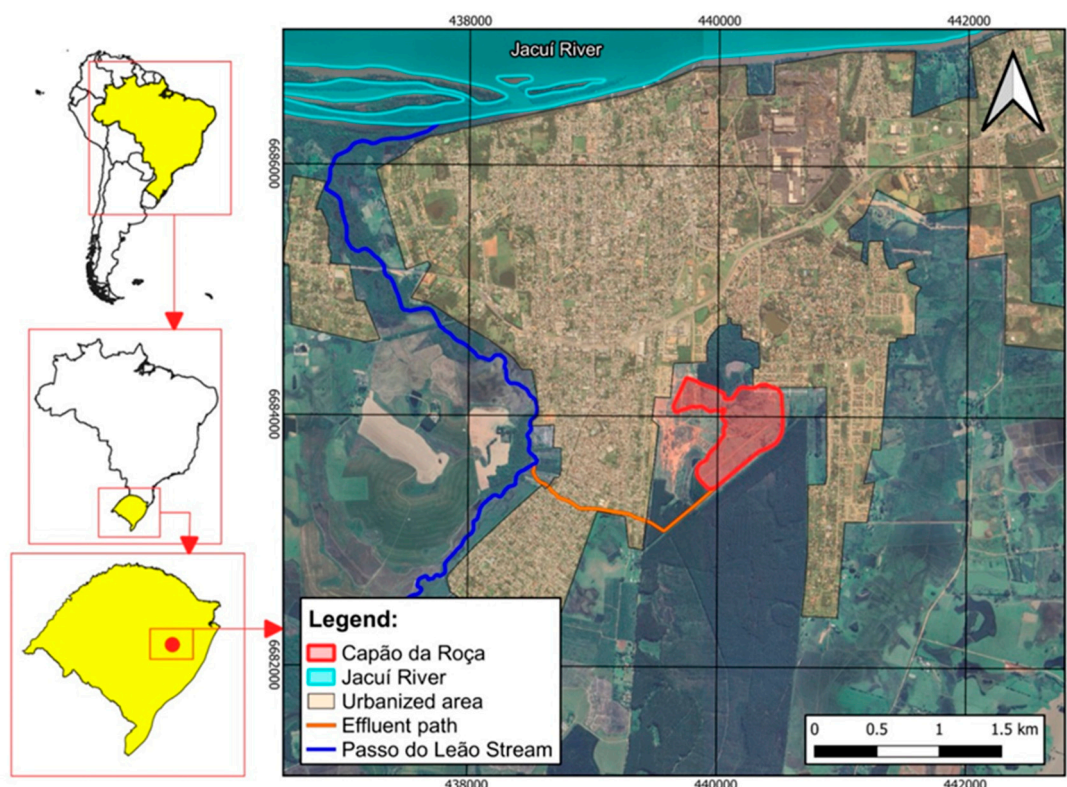 438000
440000
442000
Jacuí River
6686000
6684000
6682000
Legend:
Capão da Roça
Jacuí River
Urbanized area
Effluent path
Passo do Leão Stream
0 0.5 1 1.5 km
438000
440000
442000